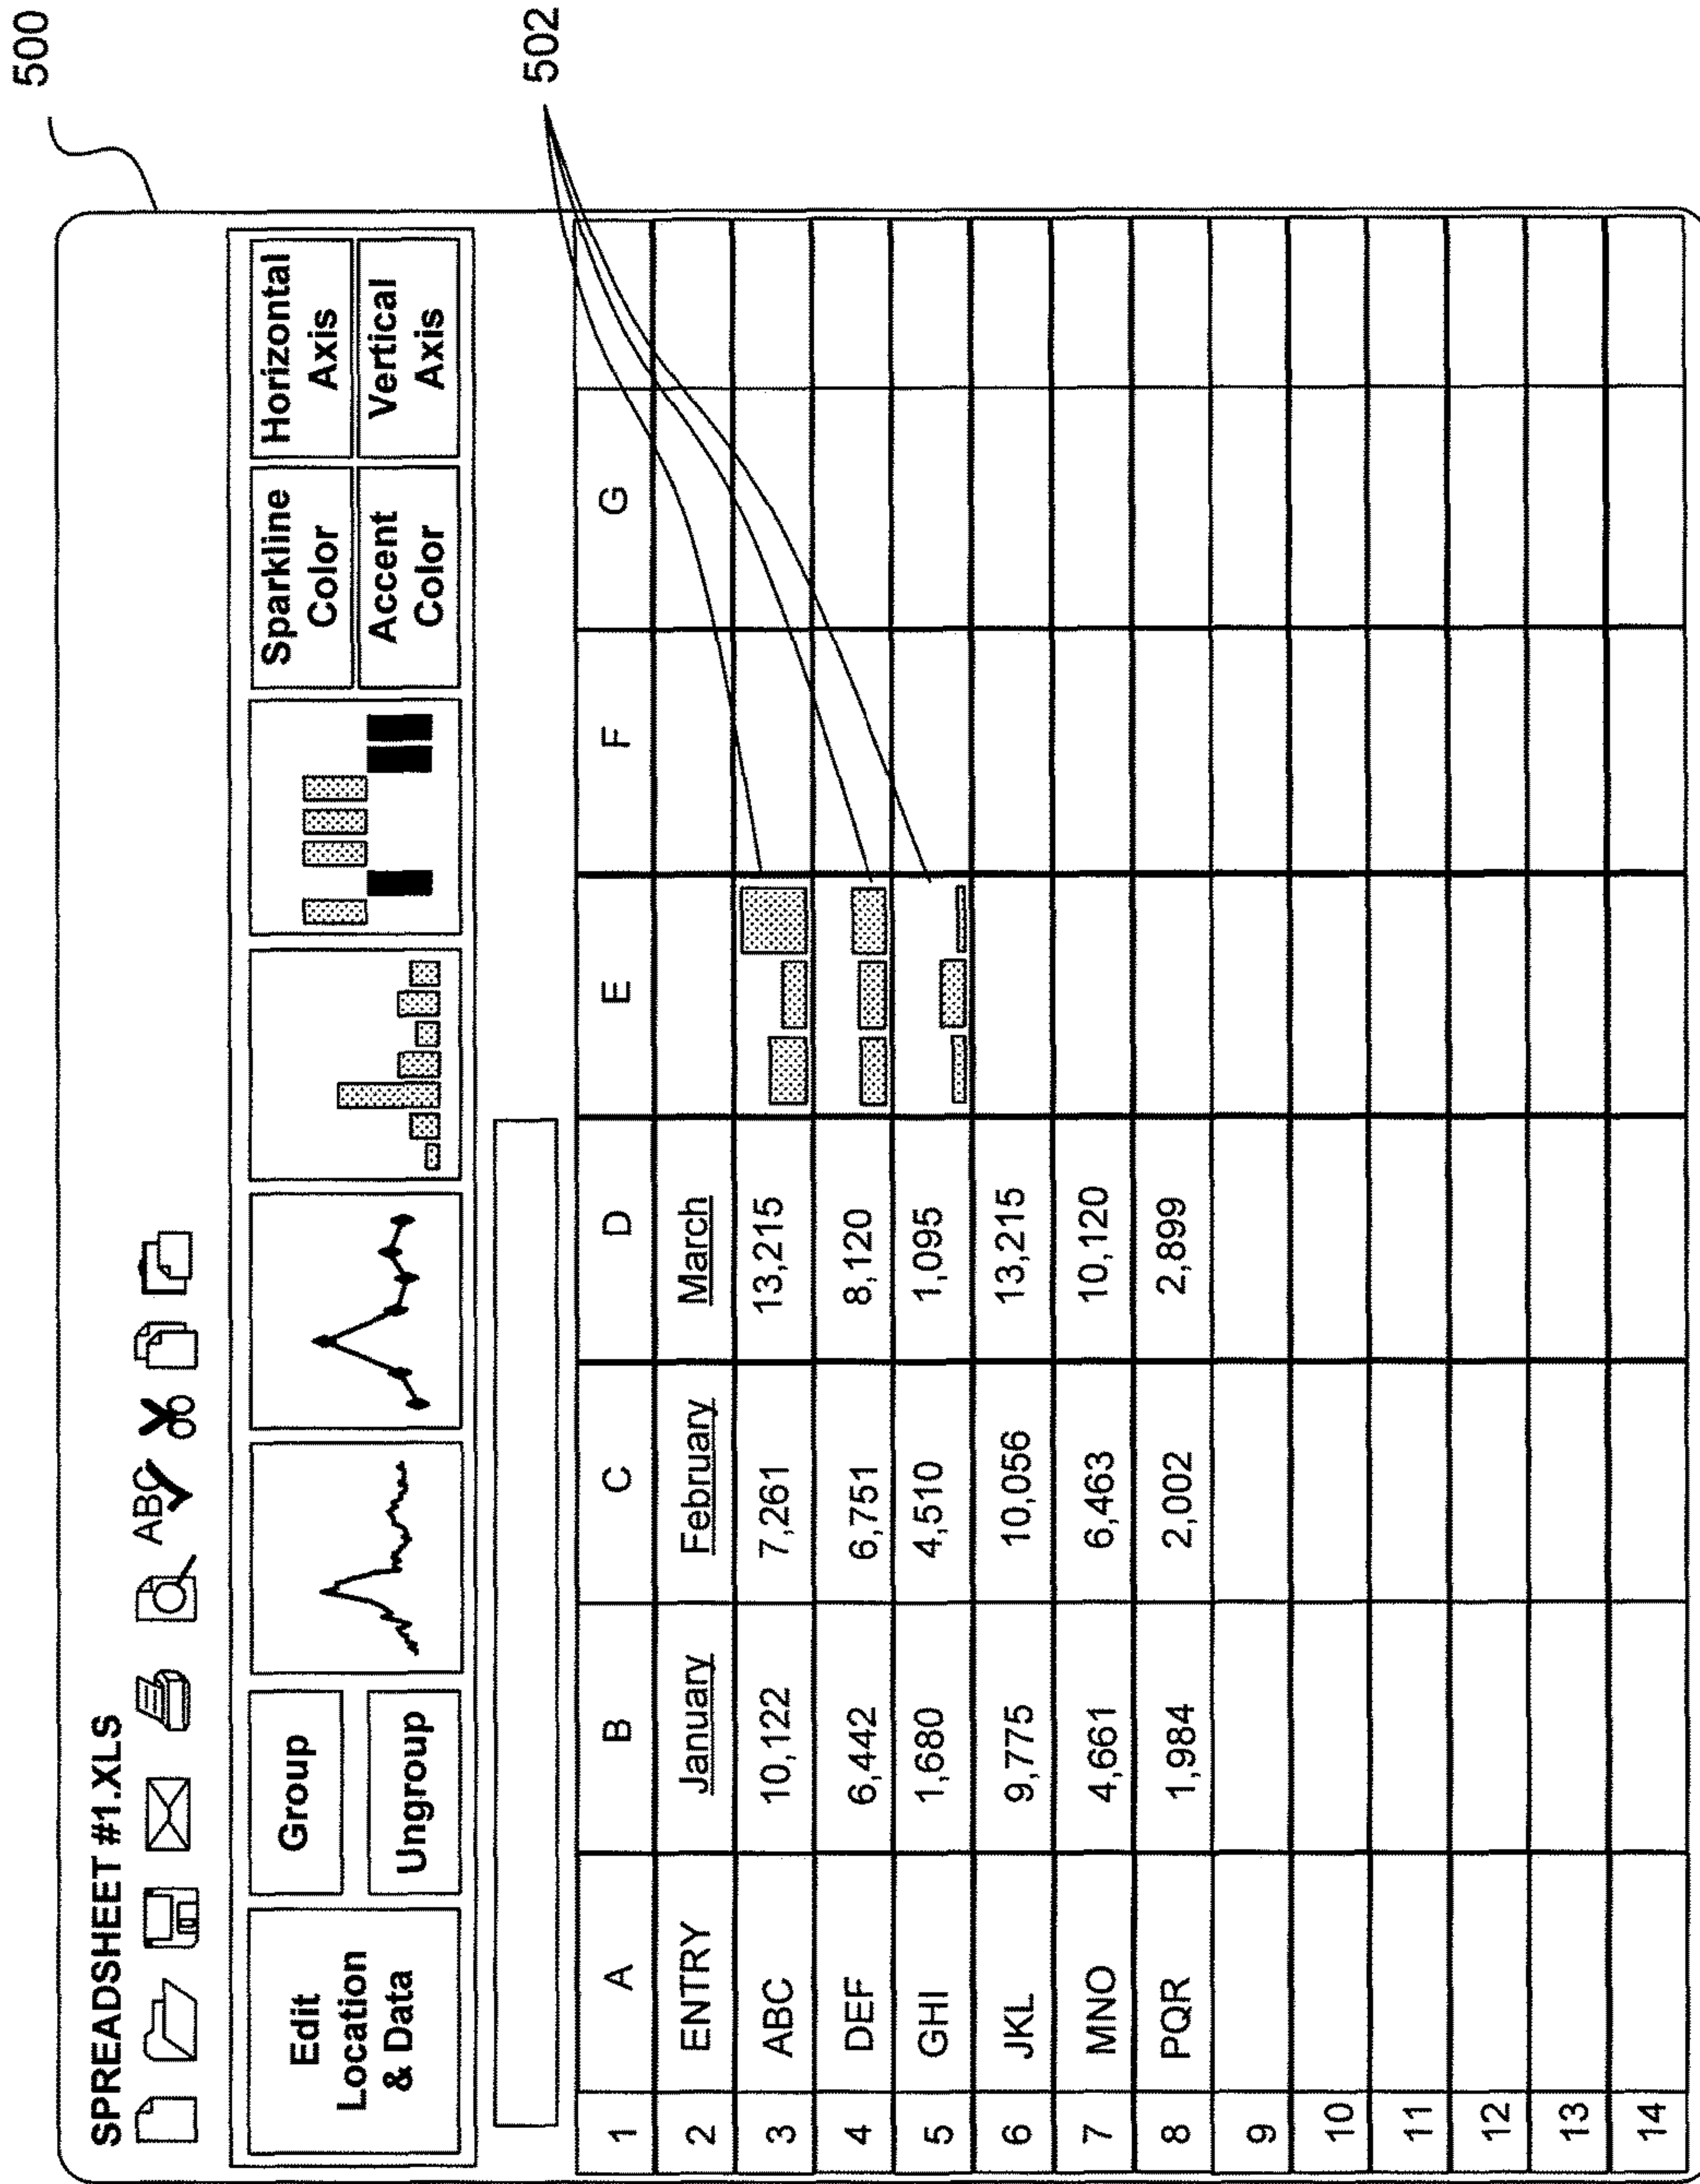 500
SPREADSHEET #1.XLS
ABC
Edit
Location
& Data
Group
Ungroup
Sparkline
Color
Accent
Color
Horizontal
Axis
Vertical
Axis
502
1 A B C D E F G
2 ENTRY January February March
3 ABC 10,122 7,261 13,215
4 DEF 6,442 6,751 8,120
5 GHI 1,680 4,510 1,095
6 JKL 9,775 10,056 13,215
7 MNO 4,661 6,463 10,120
8 PQR 1,984 2,002 2,899
9
10
11
12
13
14